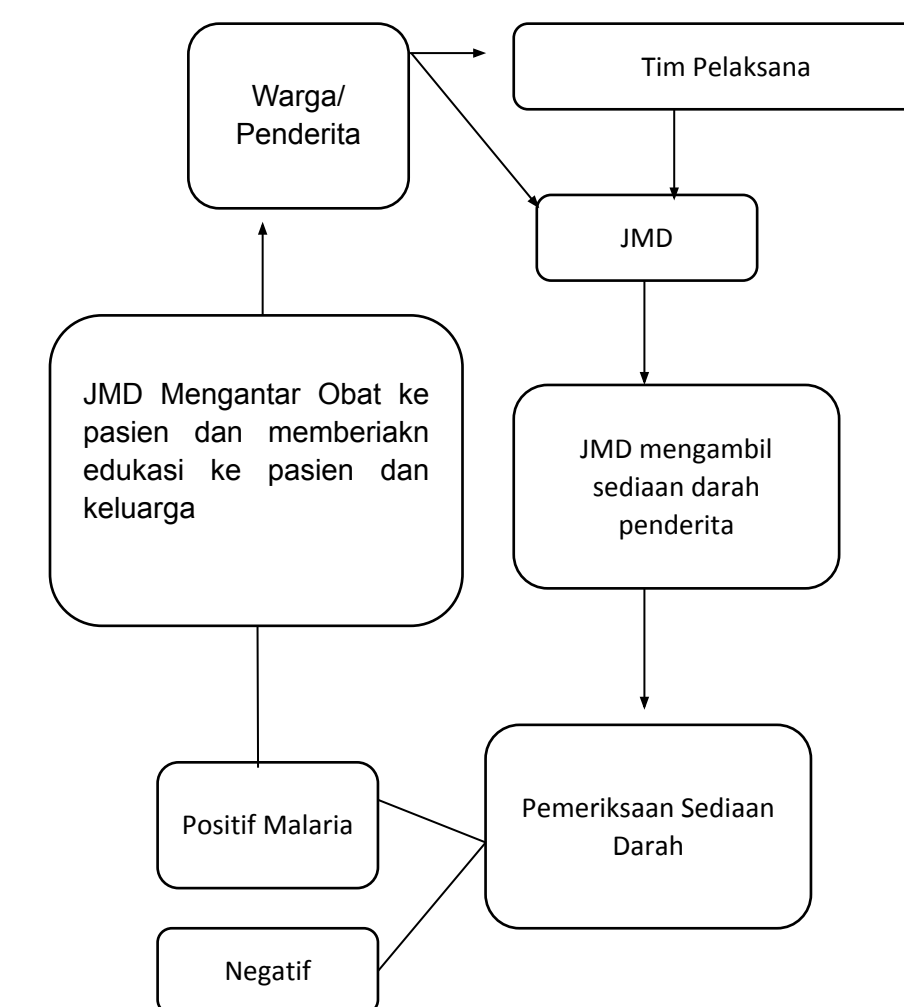 Warga/
Penderita
Tim Pelaksana
JMD
JMD Mengantar Obat ke
pasien dan memberiakn
edukasi ke pasien dan
keluarga
JMD mengambil
sediaan darah
penderita
Positif Malaria
Pemeriksaan Sediaan
Darah
Negatif